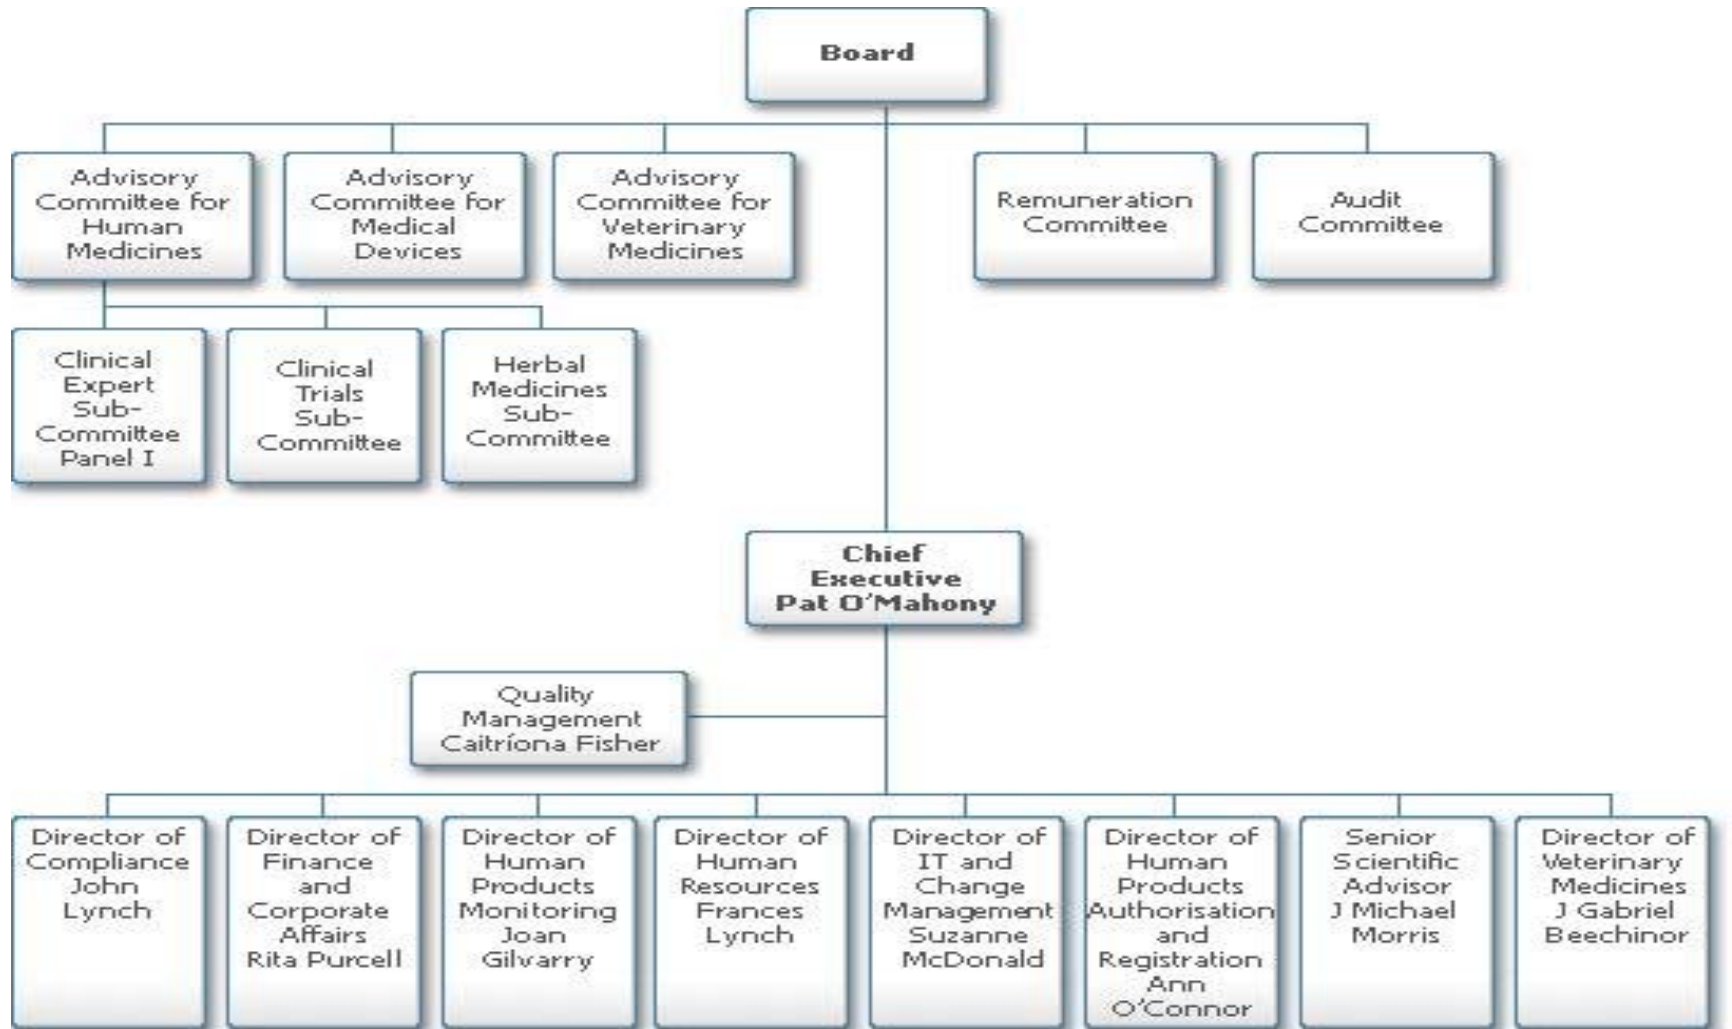 Board
Advisory
Committee for
Human
Medicines
Advisory
Committee for
Medical
Devices
Advisory
Committee for
Veterinary
Medicines
Remuneration
Committee
Audit
Committee
Clinical
Expert
Sub-
Committee
Panel I
Clinical
Trials
Sub-
Committee
Herbal
Medicines
Sub-
Committee
Chief
Executive
Pat O'Mahony
Quality
Management
Caitríona Fisher
Director of
Compliance
John
Lynch
Director of
Finance
and
Corporate
Affairs
Rita Purcell
Director of
Human
Products
Monitoring
Joan
Gilvarry
Director of
Human
Resources
Frances
Lynch
Director of
IT and
Change
Management
Suzanne
McDonald
Director of
Human
Products
Authorisation
and
Registration
Ann
O'Connor
Senior
Scientific
Advisor
J Michael
Morris
Director of
Veterinary
Medicines
J Gabriel
Beechinor